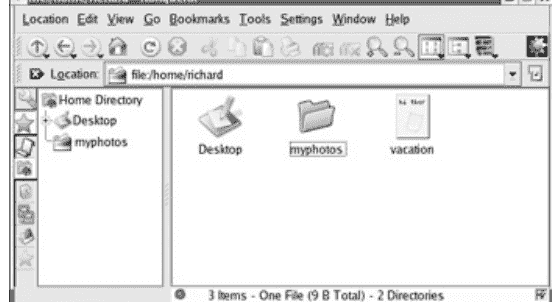 Location Edit View Go Bookmarks Tools Settings Window Help
Location: file:/home/richard
Home Directory
Desktop
myphotos
Desktop myphotos vacation
3 Items - One File (9 B Total) - 2 Directories